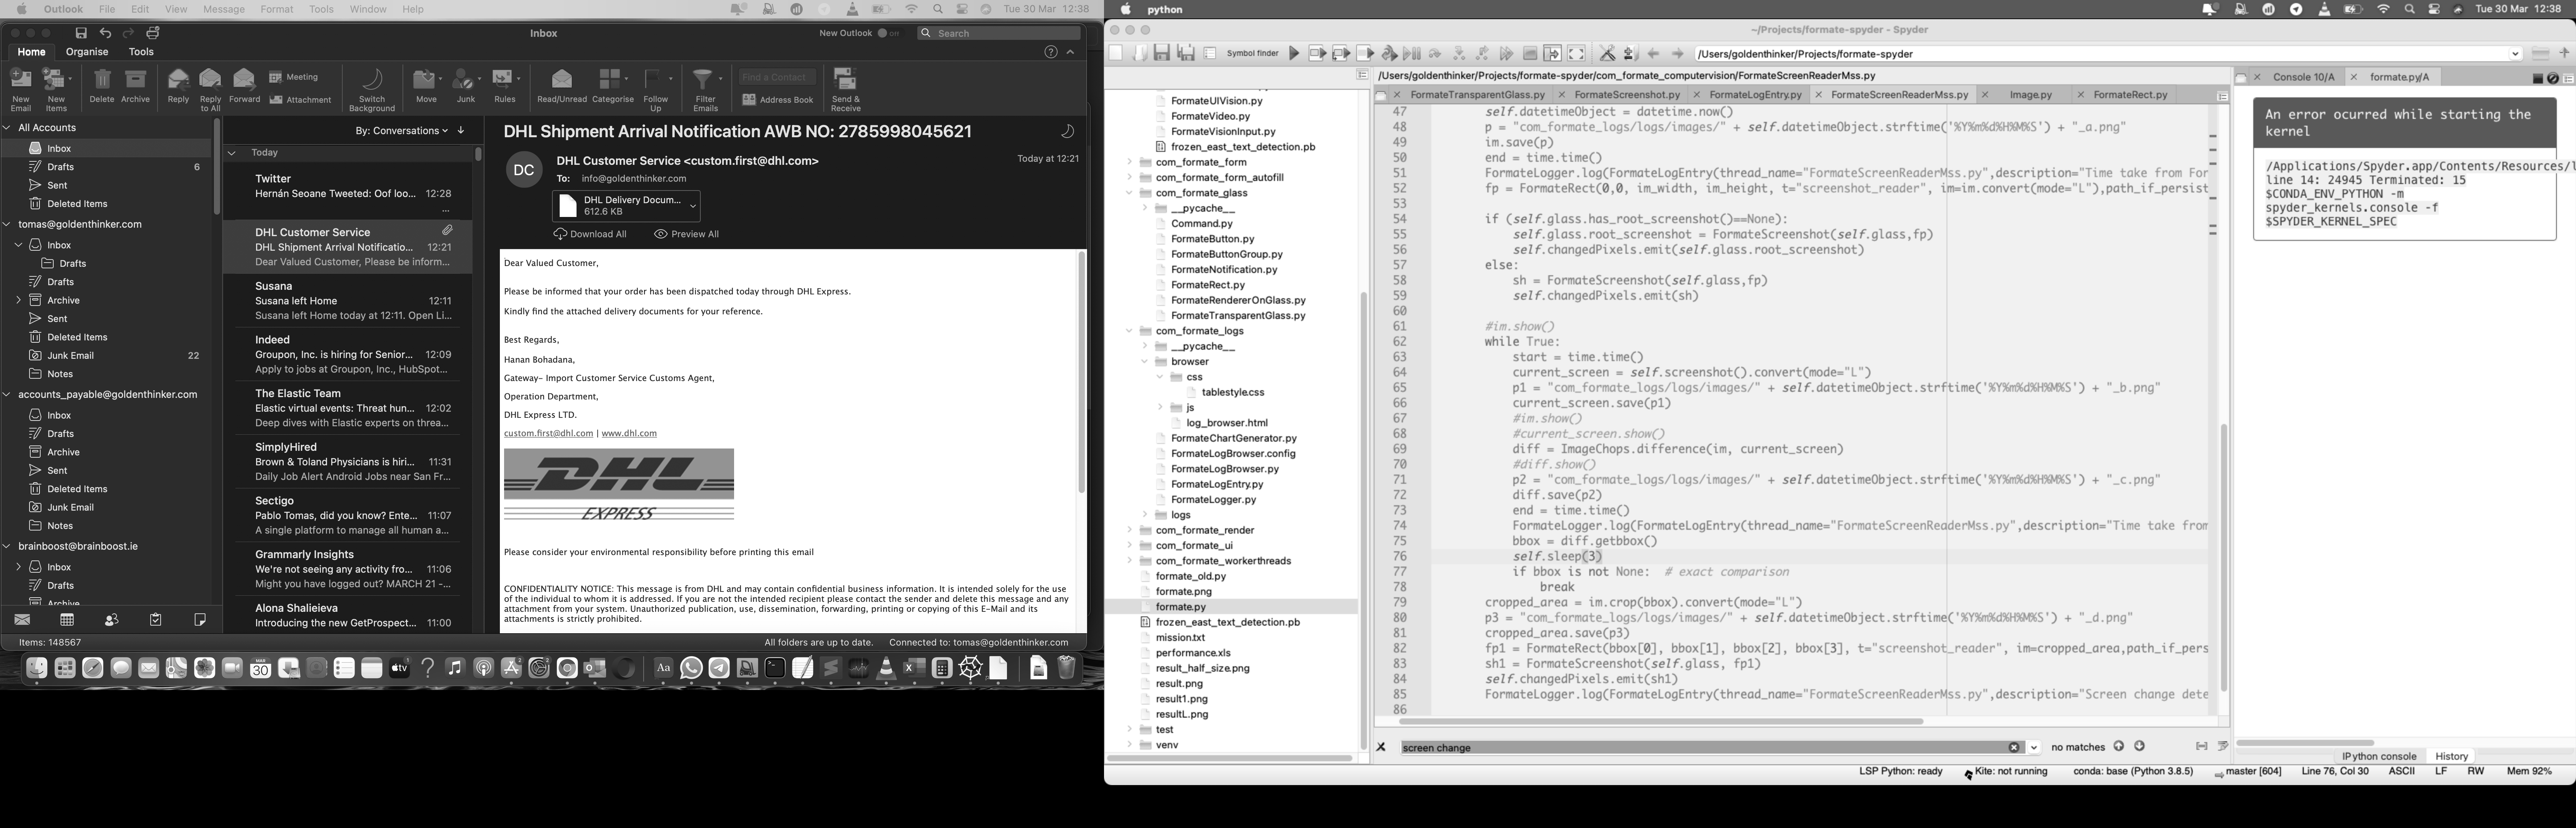 Outlook File Edit View Message Format Tools Window Help
Tue 30 Mar 12:38
Inbox
New Outlook
Search
Home Organise Tools
New Email
New Items
Delete
Archive
Reply
Reply to All
Forward
Meeting
Attachment
Switch Background
Move
Junk
Rules
Read/Unread
Categorise
Follow Up
Filter Emails
Find a Contact
Address Book
Send & Receive
All Accounts
Inbox
Drafts 6
Sent
Deleted Items
tomas@goldenthinker.com
Inbox
Drafts
Drafts
Archive
Sent
Deleted Items
Junk Email 22
Notes
accounts_payable@goldenthinker.com
Inbox
Drafts
Archive
Sent
Deleted Items
Junk Email
Notes
brainboost@brainboost.ie
Inbox
Drafts
Archive
Items: 148567
By: Conversations
Today
Twitter
Hernán Seoane Tweeted: Oof loo... 12:28
...
DHL Customer Service
DHL Shipment Arrival Notificatio... 12:21
Dear Valued Customer, Please be inform...
Susana
Susana left Home 12:11
Susana left Home today at 12:11. Open Li...
Indeed
Groupon, Inc. is hiring for Senior... 12:09
Apply to jobs at Groupon, Inc., HubSpot...
The Elastic Team
Elastic virtual events: Threat hun... 12:02
Deep dives with Elastic experts on threa...
SimplyHired
Brown & Toland Physicians is hiri... 11:31
Daily Job Alert Android Jobs near San Fr...
Sectigo
Pablo Tomas, did you know? Ente... 11:07
A single platform to manage all human a...
Grammarly Insights
We're not seeing any activity fro... 11:06
Might you have logged out? MARCH 21 -...
Alona Shalieieva
Introducing the new GetProspect... 11:00
DHL Shipment Arrival Notification AWB NO: 2785998045621
DC
DHL Customer Service <custom.first@dhl.com>
Today at 12:21
To: info@goldenthinker.com
DHL Delivery Docum...
612.6 KB
Download All
Preview All
Dear Valued Customer,
Please be informed that your order has been dispatched today through DHL Express.
Kindly find the attached delivery documents for your reference.
Best Regards,
Hanan Bohadana,
Gateway- Import Customer Service Customs Agent,
Operation Department,
DHL Express LTD.
custom.first@dhl.com | www.dhl.com
DHL
EXPRESS
Please consider your environmental responsibility before printing this email
CONFIDENTIALITY NOTICE: This message is from DHL and may contain confidential business information. It is intended solely for the use
of the individual to whom it is addressed. If you are not the intended recipient please contact the sender and delete this message and any
attachment from your system. Unauthorized publication, use, dissemination, forwarding, printing or copying of this E-Mail and its
attachments is strictly prohibited.
All folders are up to date. Connected to: tomas@goldenthinker.com
MAR
30
tv
Aa
python
Tue 30 Mar 12:38
~/Projects/formate-spyder - Spyder
Symbol finder
/Users/goldenthinker/Projects/formate-spyder
FormateUIVision.py
FormateVideo.py
FormateVisionInput.py
frozen_east_text_detection.pb
com_formate_form
com_formate_form_autofill
com_formate_glass
__pycache__
Command.py
FormateButton.py
FormateButtonGroup.py
FormateNotification.py
FormateRect.py
FormateRendererOnGlass.py
FormateTransparentGlass.py
com_formate_logs
__pycache__
browser
css
tablestyle.css
js
log_browser.html
FormateChartGenerator.py
FormateLogBrowser.config
FormateLogBrowser.py
FormateLogEntry.py
FormateLogger.py
logs
com_formate_render
com_formate_ui
com_formate_workerthreads
formate_old.py
formate.png
formate.py
frozen_east_text_detection.pb
mission.txt
performance.xls
result_half_size.png
result.png
result1.png
resultL.png
test
venv
/Users/goldenthinker/Projects/formate-spyder/com_formate_computervision/FormateScreenReaderMss.py
FormateTransparentGlass.py FormateScreenshot.py FormateLogEntry.py FormateScreenReaderMss.py Image.py FormateRect.py
47 self.datetimeObject = datetime.now()
48 p = "com_formate_logs/logs/images/" + self.datetimeObject.strftime('%Y%m%d%H%M%S') + "_a.png"
49 im.save(p)
50 end = time.time()
51 FormateLogger.log(FormateLogEntry(thread_name="FormateScreenReaderMss.py",description="Time take from For
52 fp = FormateRect(0,0, im_width, im_height, t="screenshot_reader", im=im.convert(mode="L"),path_if_persist
53
54 if (self.glass.has_root_screenshot()==None):
55 self.glass.root_screenshot = FormateScreenshot(self.glass,fp)
56 self.changedPixels.emit(self.glass.root_screenshot)
57 else:
58 sh = FormateScreenshot(self.glass,fp)
59 self.changedPixels.emit(sh)
60
61 #im.show()
62 while True:
63 start = time.time()
64 current_screen = self.screenshot().convert(mode="L")
65 p1 = "com_formate_logs/logs/images/" + self.datetimeObject.strftime('%Y%m%d%H%M%S') + "_b.png"
66 current_screen.save(p1)
67 #im.show()
68 #current_screen.show()
69 diff = ImageChops.difference(im, current_screen)
70 #diff.show()
71 p2 = "com_formate_logs/logs/images/" + self.datetimeObject.strftime('%Y%m%d%H%M%S') + "_c.png"
72 diff.save(p2)
73 end = time.time()
74 FormateLogger.log(FormateLogEntry(thread_name="FormateScreenReaderMss.py",description="Time take from
75 bbox = diff.getbbox()
76 self.sleep(3)
77 if bbox is not None: # exact comparison
78 break
79 cropped_area = im.crop(bbox).convert(mode="L")
80 p3 = "com_formate_logs/logs/images/" + self.datetimeObject.strftime('%Y%m%d%H%M%S') + "_d.png"
81 cropped_area.save(p3)
82 fp1 = FormateRect(bbox[0], bbox[1], bbox[2], bbox[3], t="screenshot_reader", im=cropped_area,path_if_pers
83 sh1 = FormateScreenshot(self.glass, fp1)
84 self.changedPixels.emit(sh1)
85 FormateLogger.log(FormateLogEntry(thread_name="FormateScreenReaderMss.py",description="Screen change dete
86
screen change
no matches
Console 10/A formate.py/A
An error ocurred while starting the
kernel
/Applications/Spyder.app/Contents/Resources/
line 14: 24945 Terminated: 15
$CONDA_ENV_PYTHON -m
spyder_kernels.console -f
$SPYDER_KERNEL_SPEC
IPython console History
LSP Python: ready Kite: not running conda: base (Python 3.8.5) master [604] Line 76, Col 30 ASCII LF RW Mem 92%